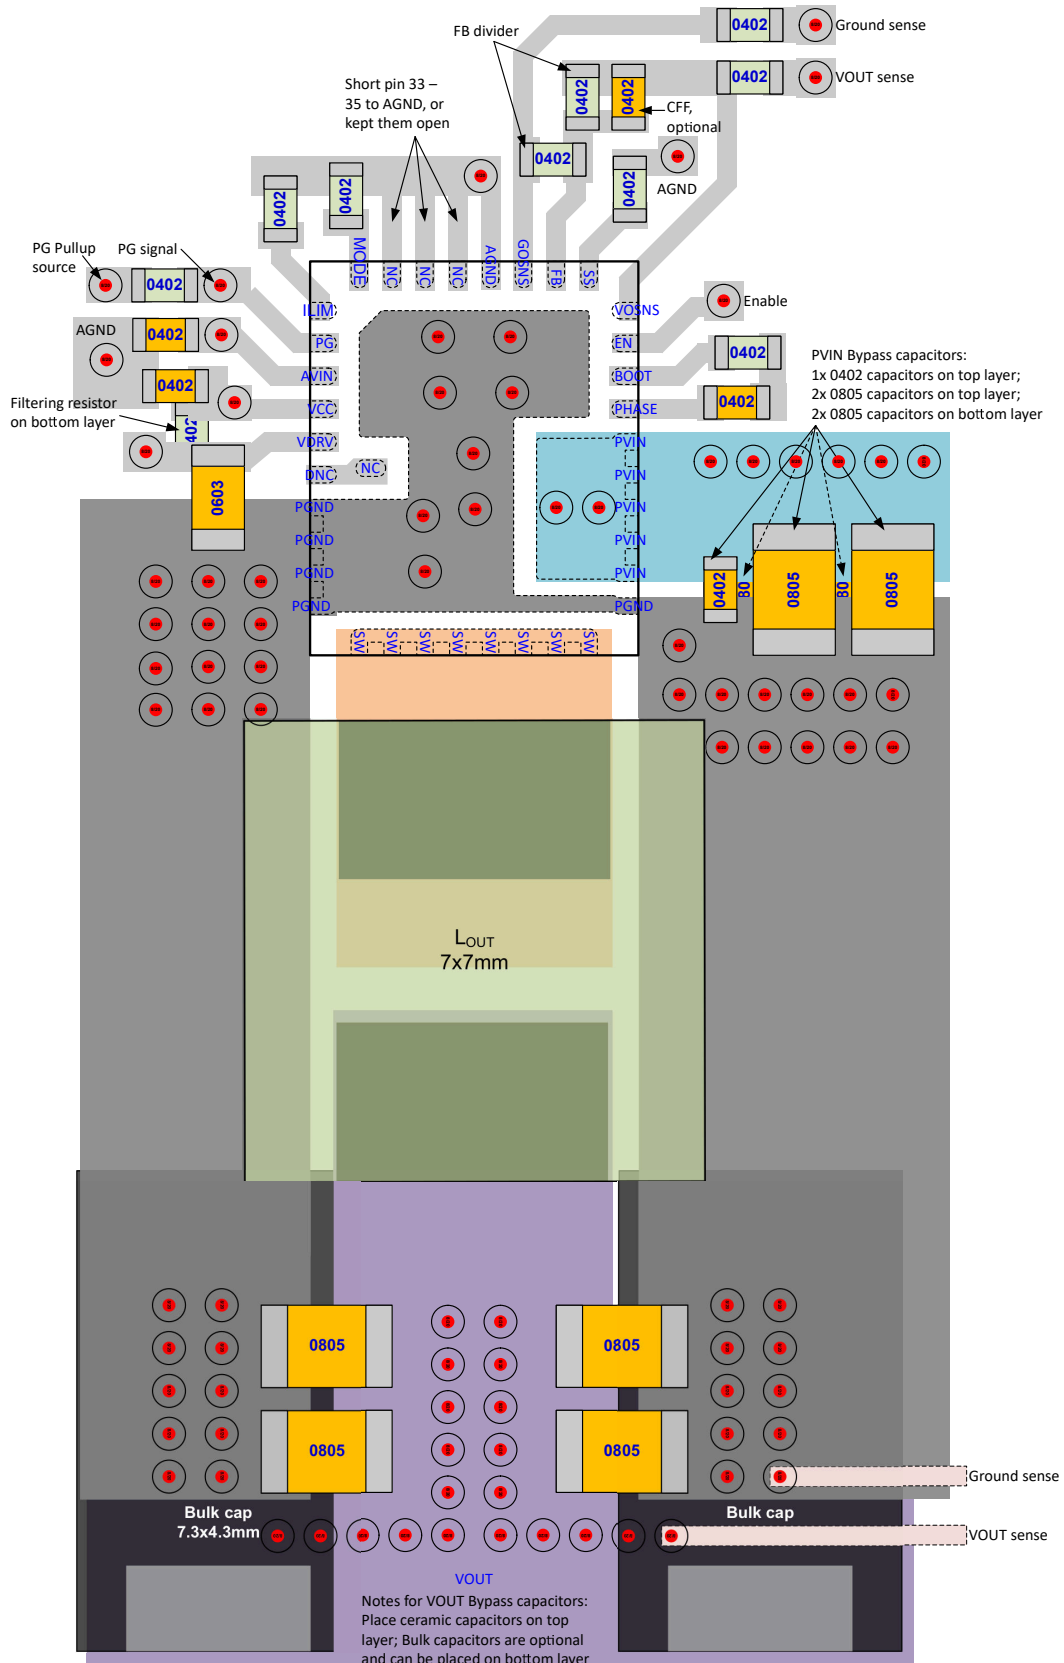 0402
Ground sense
FB divider
0402
VOUT sense
Short pin 33 –
35 to AGND, or
kept them open
0402
0402
CFF,
optional
0402
AGND
0402
0402
0402
MODE
NC
NC
NC
AGND
GOSNS
FB
SS
PG Pullup
source
PG signal
0402
Enable
ILIM
VOSNS
AGND
0402
PG
EN
0402
PVIN Bypass capacitors:
1x 0402 capacitors on top layer;
2x 0805 capacitors on top layer;
2x 0805 capacitors on bottom layer
AVIN
BOOT
0402
Filtering resistor
on bottom layer
402
VCC
PHASE
0402
VDRV
PVIN
DNC
NC
PVIN
0603
PGND
PVIN
PGND
PVIN
PGND
PVIN
0402
80
0805
80
0805
PGND
PGND
SW
SW
SW
SW
SW
SW
SW
SW
LOUT
7x7mm
0805
0805
0805
0805
Ground sense
Bulk cap
7.3x4.3mm
Bulk cap
VOUT sense
VOUT
Notes for VOUT Bypass capacitors:
Place ceramic capacitors on top
layer; Bulk capacitors are optional
and can be placed on bottom layer